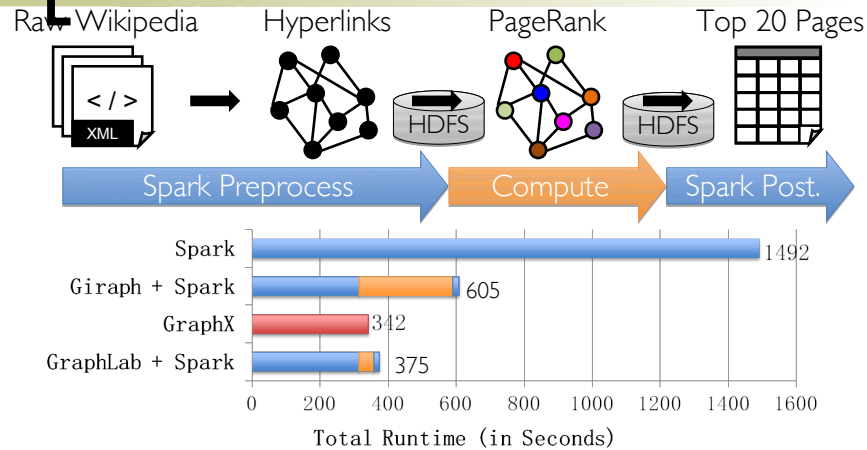 Raw Wikipedia Hyperlinks PageRank Top 20 Pages
< / >
XML
HDFS
HDFS
Spark Preprocess Compute Spark Post.
Spark 1492
Giraph + Spark 605
GraphX 342
GraphLab + Spark 375
0 200 400 600 800 1000 1200 1400 1600
Total Runtime (in Seconds)